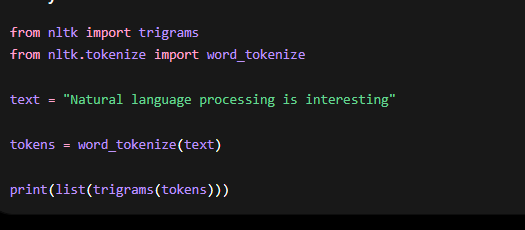 from nltk import trigrams
from nltk.tokenize import word_tokenize
text = "Natural language processing is interesting"
tokens = word_tokenize(text)
print(list(trigrams(tokens)))